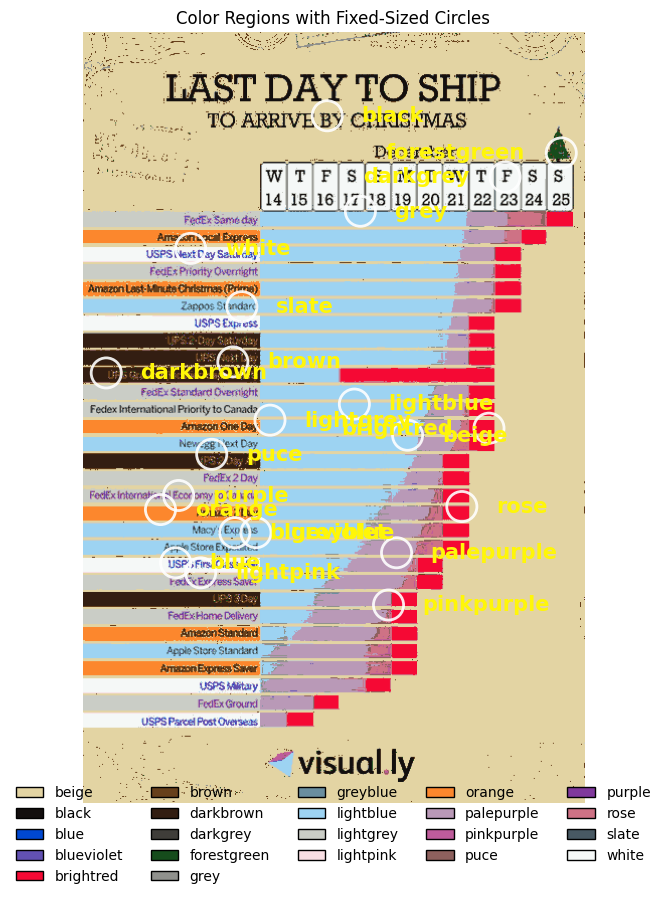 Color Regions with Fixed-Sized Circles
LAST DAY TO SHIP
black
TO ARRIVE BY CHRISTMAS
December
forestgreen
W T F S S M T W T F S S
darkgrey
14 15 16 17 18 19 20 21 22 23 24 25
grey
FedEx Same day
Amazon Local Express
USPS Next Day Saturday
white
FedEx Priority Overnight
Amazon Last-Minute Christmas (Prime)
Zappos Standard
slate
USPS Express
UPS 2-Day Saturday
UPS Next Day
brown
darkbrown
FedEx Standard Overnight
lightblue
Fedex International Priority to Canada
lightgrey
Amazon One Day
brightred
beige
Newegg Next Day
puce
FedEx 2 Day
FedEx International Economy
purple
orange
rose
Macy's Express
blueviolet
greyblue
Apple Store Expedited
palepurple
USPS First Class
blue
lightpink
FedEx Express Saver
UPS 3 Day
pinkpurple
FedEx Home Delivery
Amazon Standard
Apple Store Standard
Amazon Express Saver
USPS Military
FedEx Ground
USPS Parcel Post Overseas
visual.ly
beige brown greyblue orange purple
black darkbrown lightblue palepurple rose
blue darkgrey lightgrey pinkpurple slate
blueviolet forestgreen lightpink puce white
brightred grey